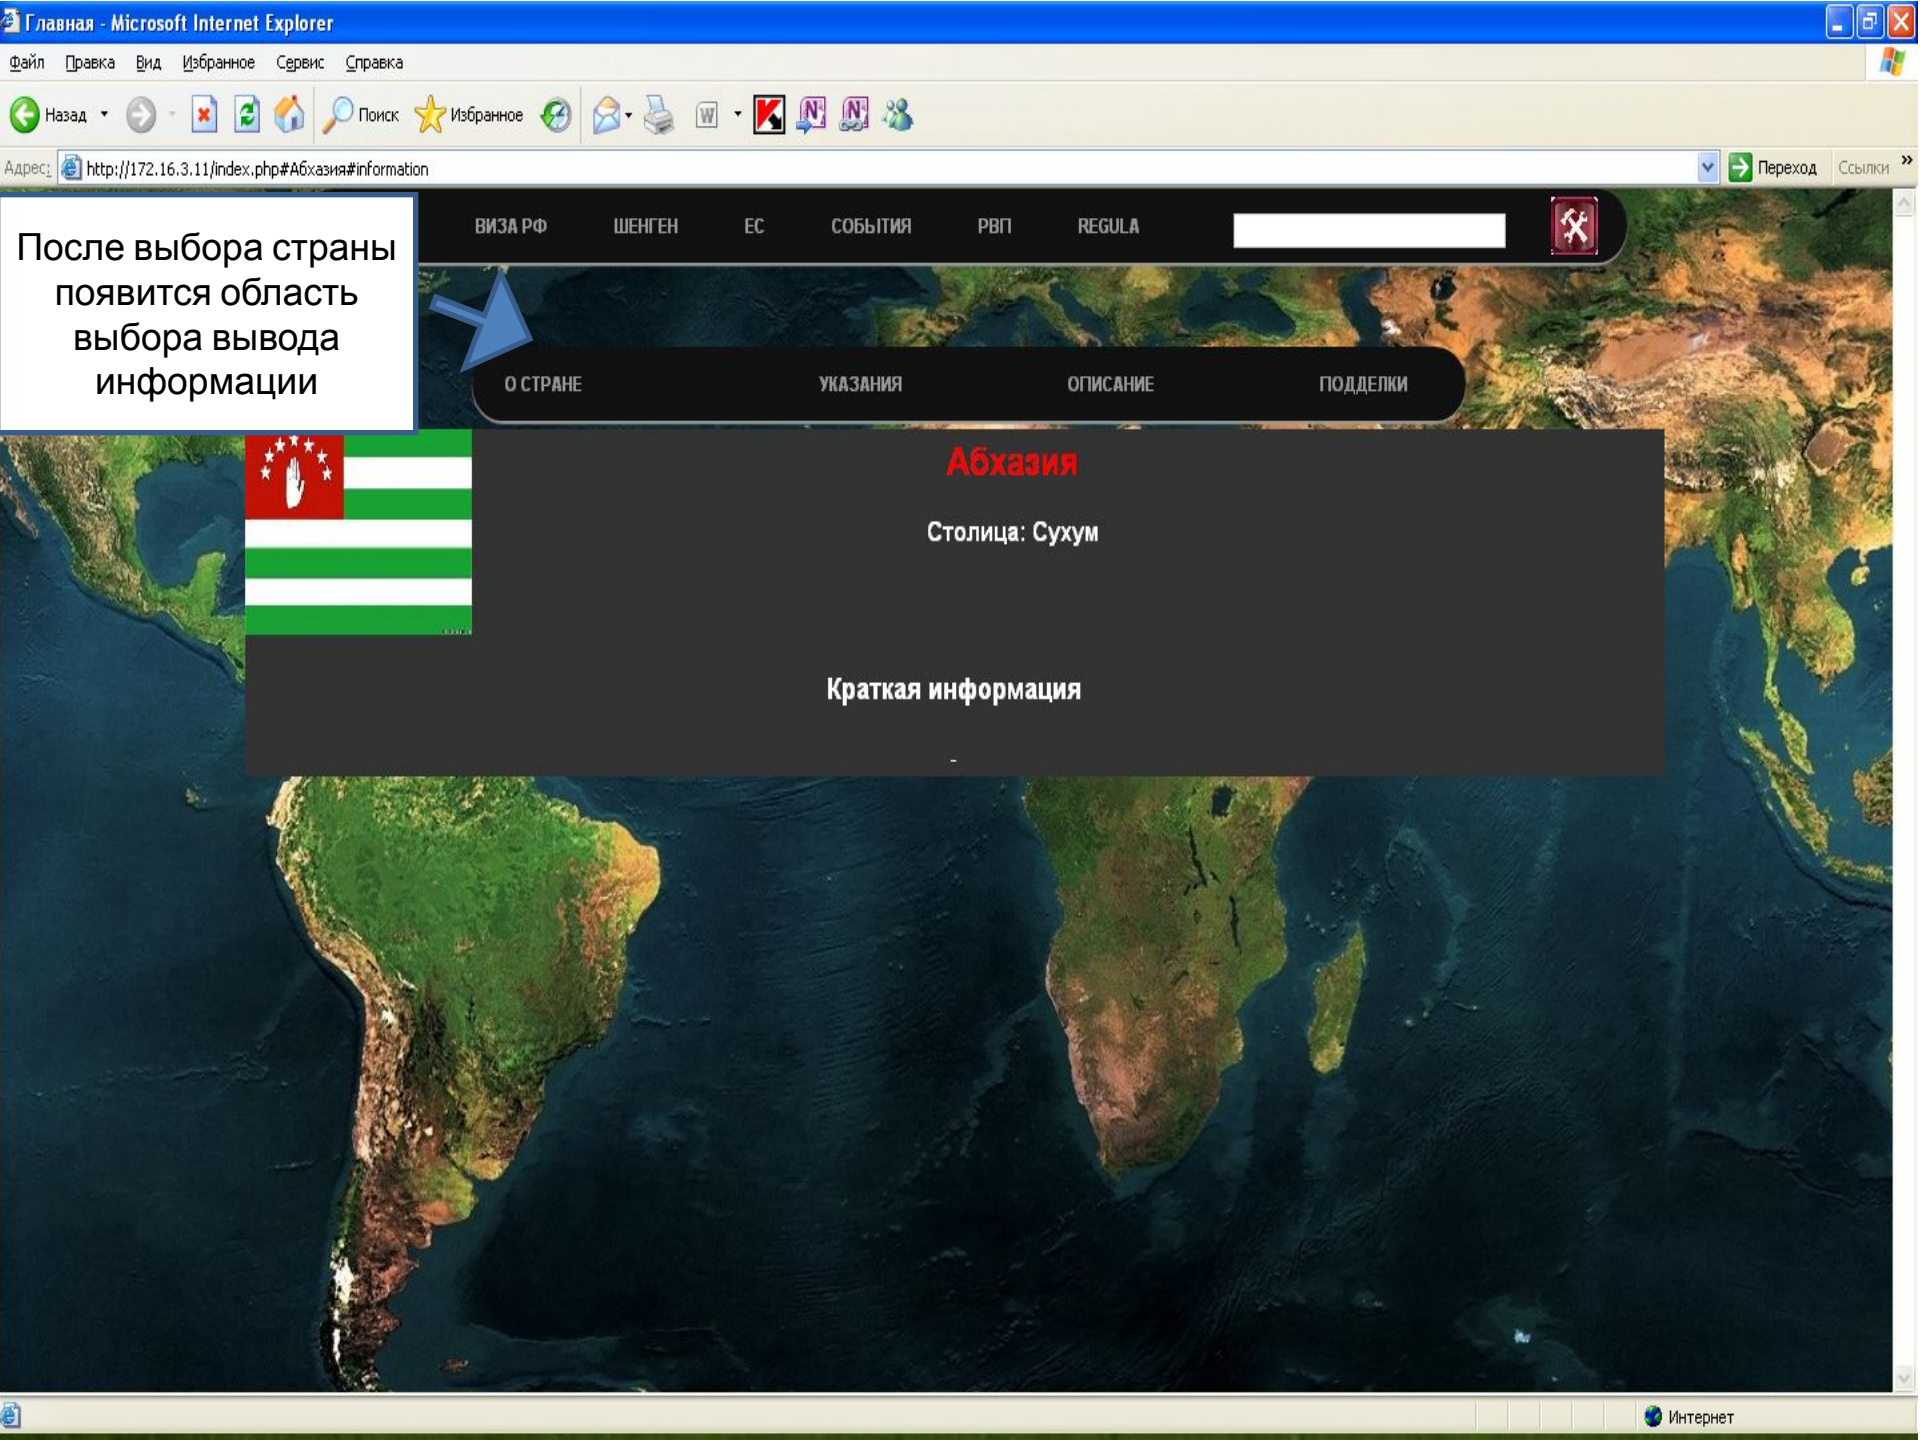 Главная - Microsoft Internet Explorer
Файл Правка Вид Избранное Сервис Справка
Назад Поиск Избранное
Адрес: http://172.16.3.11/index.php#Абхазия#information Переход Ссылки »
После выбора страны
появится область
выбора вывода
информации
ВИЗА РФ ШЕНГЕН ЕС СОБЫТИЯ РВП REGULA
О СТРАНЕ УКАЗАНИЯ ОПИСАНИЕ ПОДДЕЛКИ
Абхазия
Столица: Сухум
Краткая информация
-
Интернет